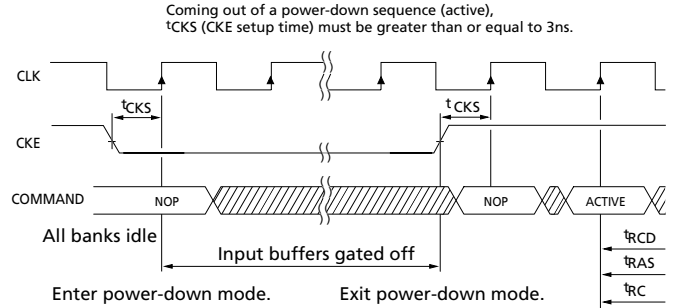 Coming out of a power-down sequence (active),
tCKS (CKE setup time) must be greater than or equal to 3ns.
CLK
tCKS
t CKS
CKE
COMMAND
NOP
NOP
ACTIVE
All banks idle
Input buffers gated off
tRCD
tRAS
tRC
Enter power-down mode.
Exit power-down mode.